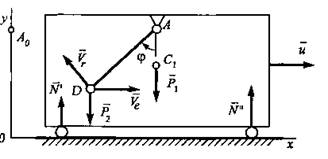 y
A
A₀
φ
C₁
u̅
V̅r
D
V̅e
P̅₁
N̅'
P̅₂
N̅"
0
x